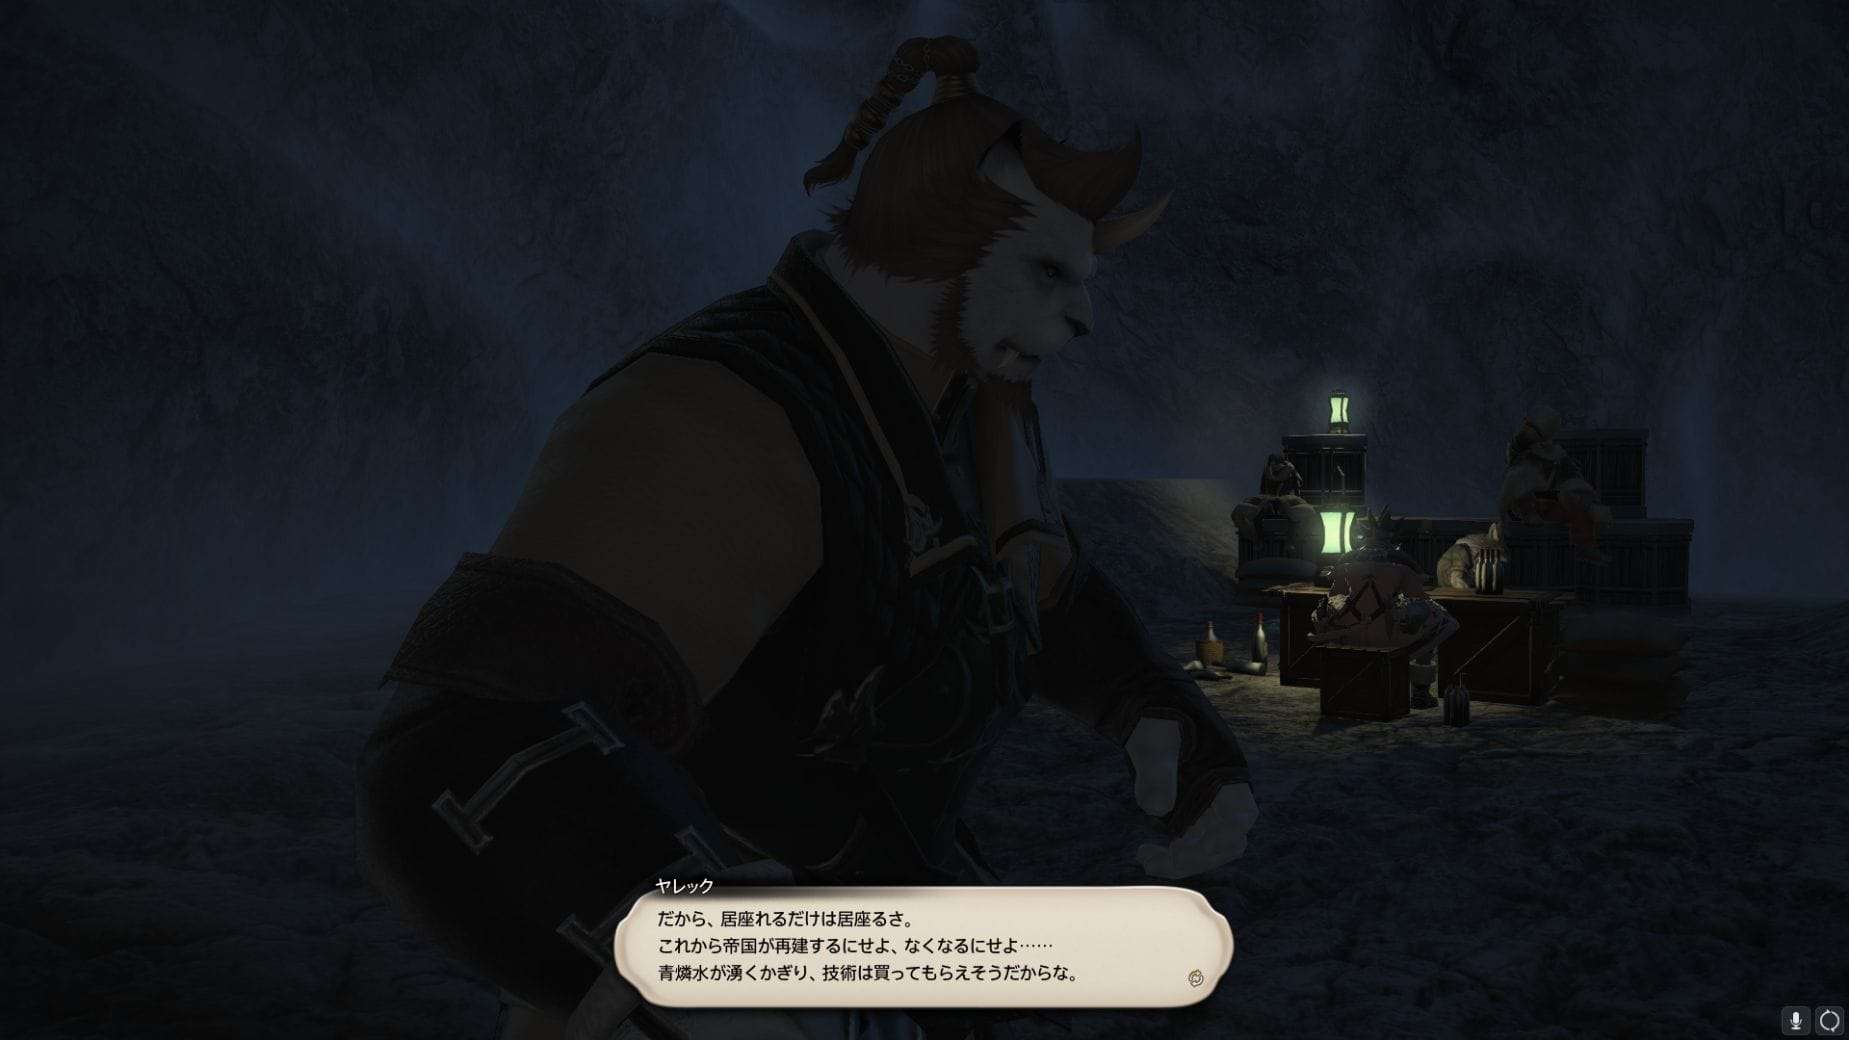 ヤレック
だから、居座れるだけは居座るさ。
これから帝国が再建するにせよ、なくなるにせよ……
青燐水が湧くかぎり、技術は買ってもらえそうだからな。